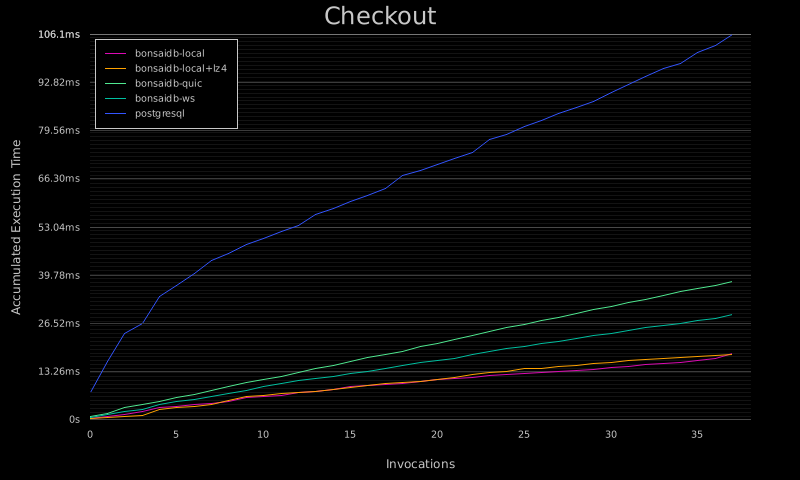 Checkout
106.1ms
bonsaidb-local
bonsaidb-local+lz4
bonsaidb-quic
bonsaidb-ws
postgresql
92.82ms
79.56ms
66.30ms
53.04ms
39.78ms
26.52ms
13.26ms
0s
Accumulated Execution Time
0 5 10 15 20 25 30 35
Invocations